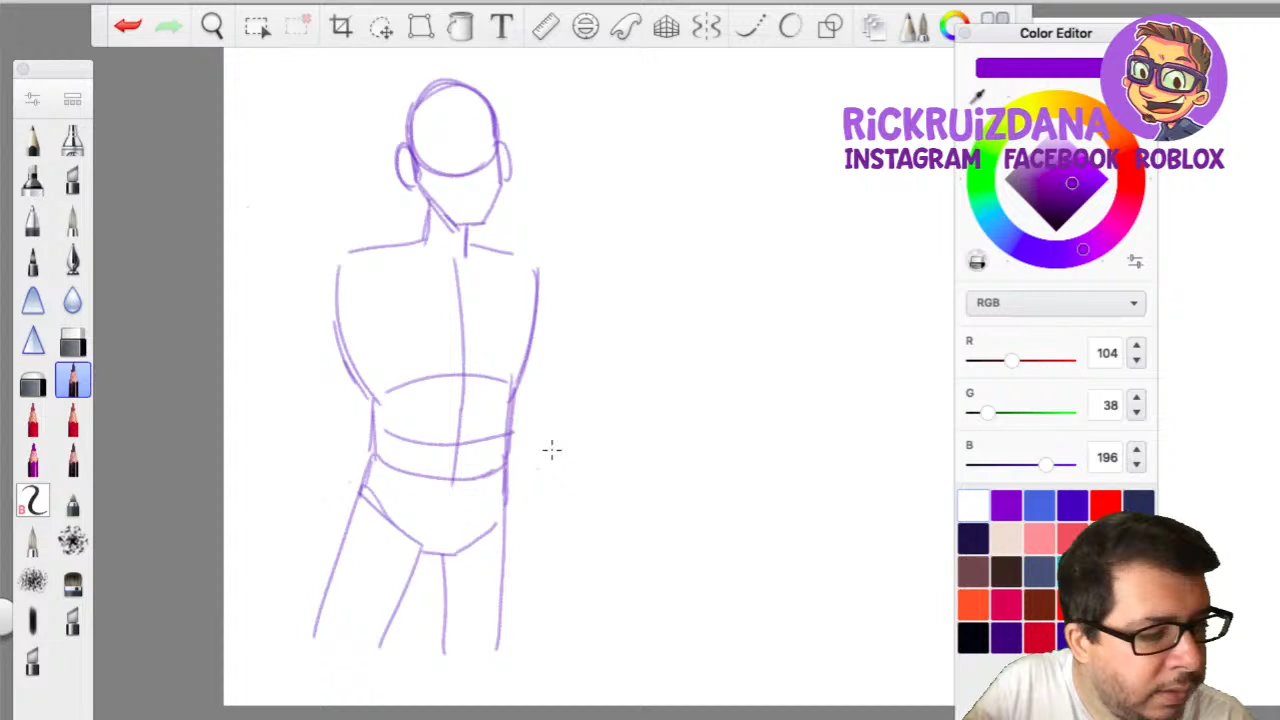 T
Color Editor
RiCKRUiZDANA
INSTAGRAM FACEBOOK ROBLOX
RGB
R
104
G
38
B
196
B